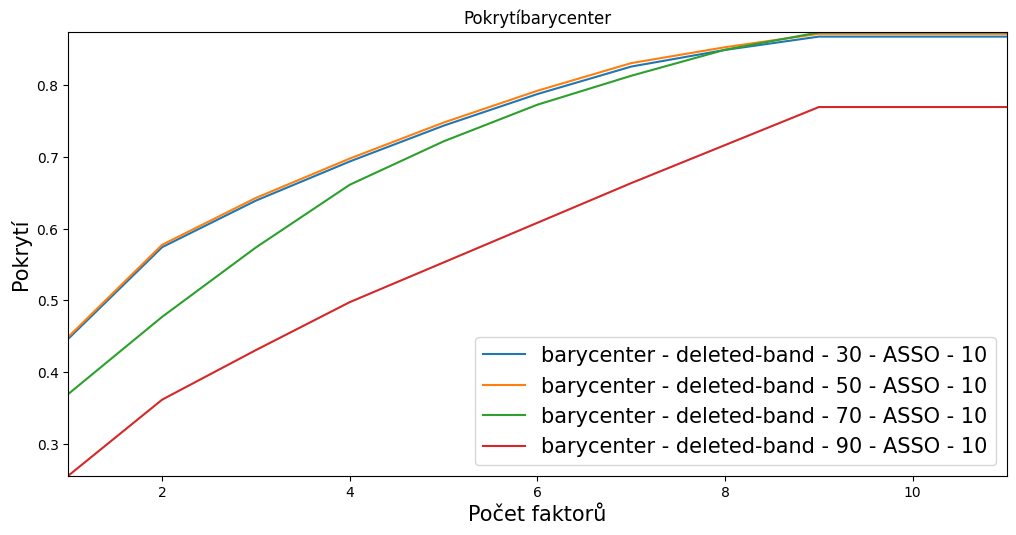 Pokrytíbarycenter
Pokrytí
0.8
0.7
0.6
0.5
0.4
0.3
barycenter - deleted-band - 30 - ASSO - 10
barycenter - deleted-band - 50 - ASSO - 10
barycenter - deleted-band - 70 - ASSO - 10
barycenter - deleted-band - 90 - ASSO - 10
2 4 6 8 10
Počet faktorů